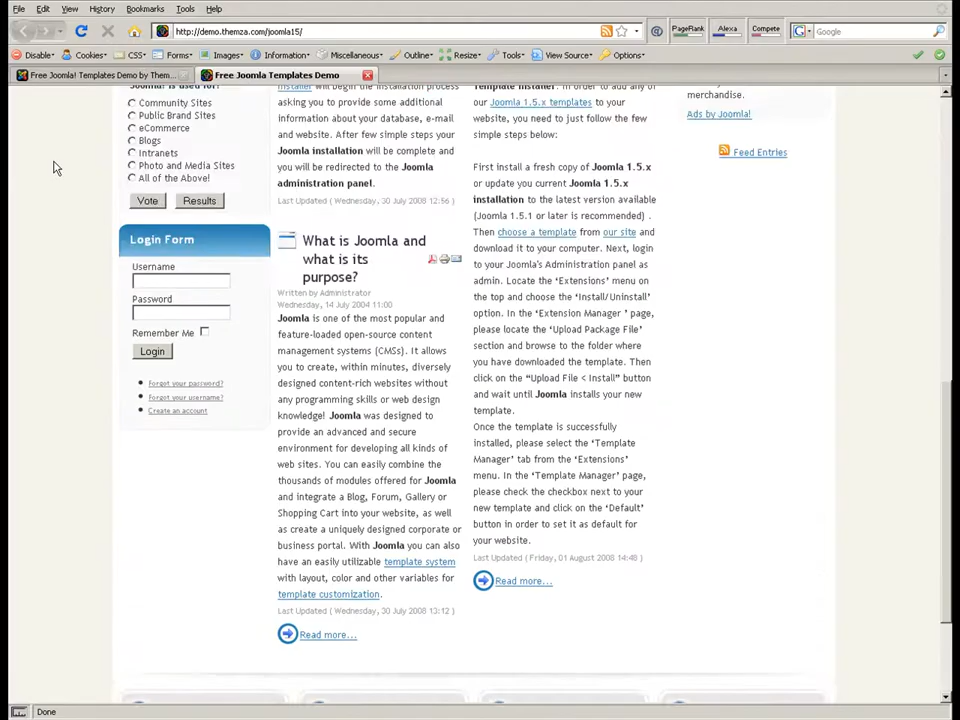 File Edit View History Bookmarks Tools Help
http://demo.themza.com/joomla15/
PageRank Alexa Compete Google
Disable Cookies CSS Forms Images Information Miscellaneous Outline Resize Tools View Source Options
Free Joomla! Templates Demo by Them...
Free Joomla Templates Demo
Joomla! is used for?
Community Sites
Public Brand Sites
eCommerce
Blogs
Intranets
Photo and Media Sites
All of the Above!
Vote Results
Login Form
Username
Password
Remember Me
Login
Forgot your password?
Forgot your username?
Create an account
installer will begin the installation process
asking you to provide some additional
information about your database, e-mail
and website. After few simple steps your
Joomla installation will be complete and
you will be redirected to the Joomla
administration panel.
Last Updated ( Wednesday, 30 July 2008 12:56 )
What is Joomla and
what is its
purpose?
Written by Administrator
Wednesday, 14 July 2004 11:00
Joomla is one of the most popular and
feature-loaded open-source content
management systems (CMSs). It allows
you to create, within minutes, diversely
designed content-rich websites without
any programming skills or web design
knowledge! Joomla was designed to
provide an advanced and secure
environment for developing all kinds of
web sites. You can easily combine the
thousands of modules offered for Joomla
and integrate a Blog, Forum, Gallery or
Shopping Cart into your website, as well
as create a uniquely designed corporate or
business portal. With Joomla you can also
have an easily utilizable template system
with layout, color and other variables for
template customization.
Last Updated ( Wednesday, 30 July 2008 13:12 )
Read more...
Template Installer. In order to add any of
our Joomla 1.5.x templates to your
website, you need to just follow the few
simple steps below:
First install a fresh copy of Joomla 1.5.x
or update you current Joomla 1.5.x
installation to the latest version available
(Joomla 1.5.1 or later is recommended) .
Then choose a template from our site and
download it to your computer. Next, login
to your Joomla's Administration panel as
admin. Locate the ‘Extensions’ menu on
the top and choose the ‘Install/Uninstall’
option. In the ‘Extension Manager ’ page,
please locate the ‘Upload Package File’
section and browse to the folder where
you have downloaded the template. Then
click on the “Upload File < Install” button
and wait until Joomla installs your new
template.
Once the template is successfully
installed, please select the ‘Template
Manager’ tab from the ‘Extensions’
menu. In the ‘Template Manager’ page,
please check the checkbox next to your
new template and click on the ‘Default’
button in order to set it as default for
your website.
Last Updated ( Friday, 01 August 2008 14:48 )
Read more...
merchandise.
Ads by Joomla!
Feed Entries
Done